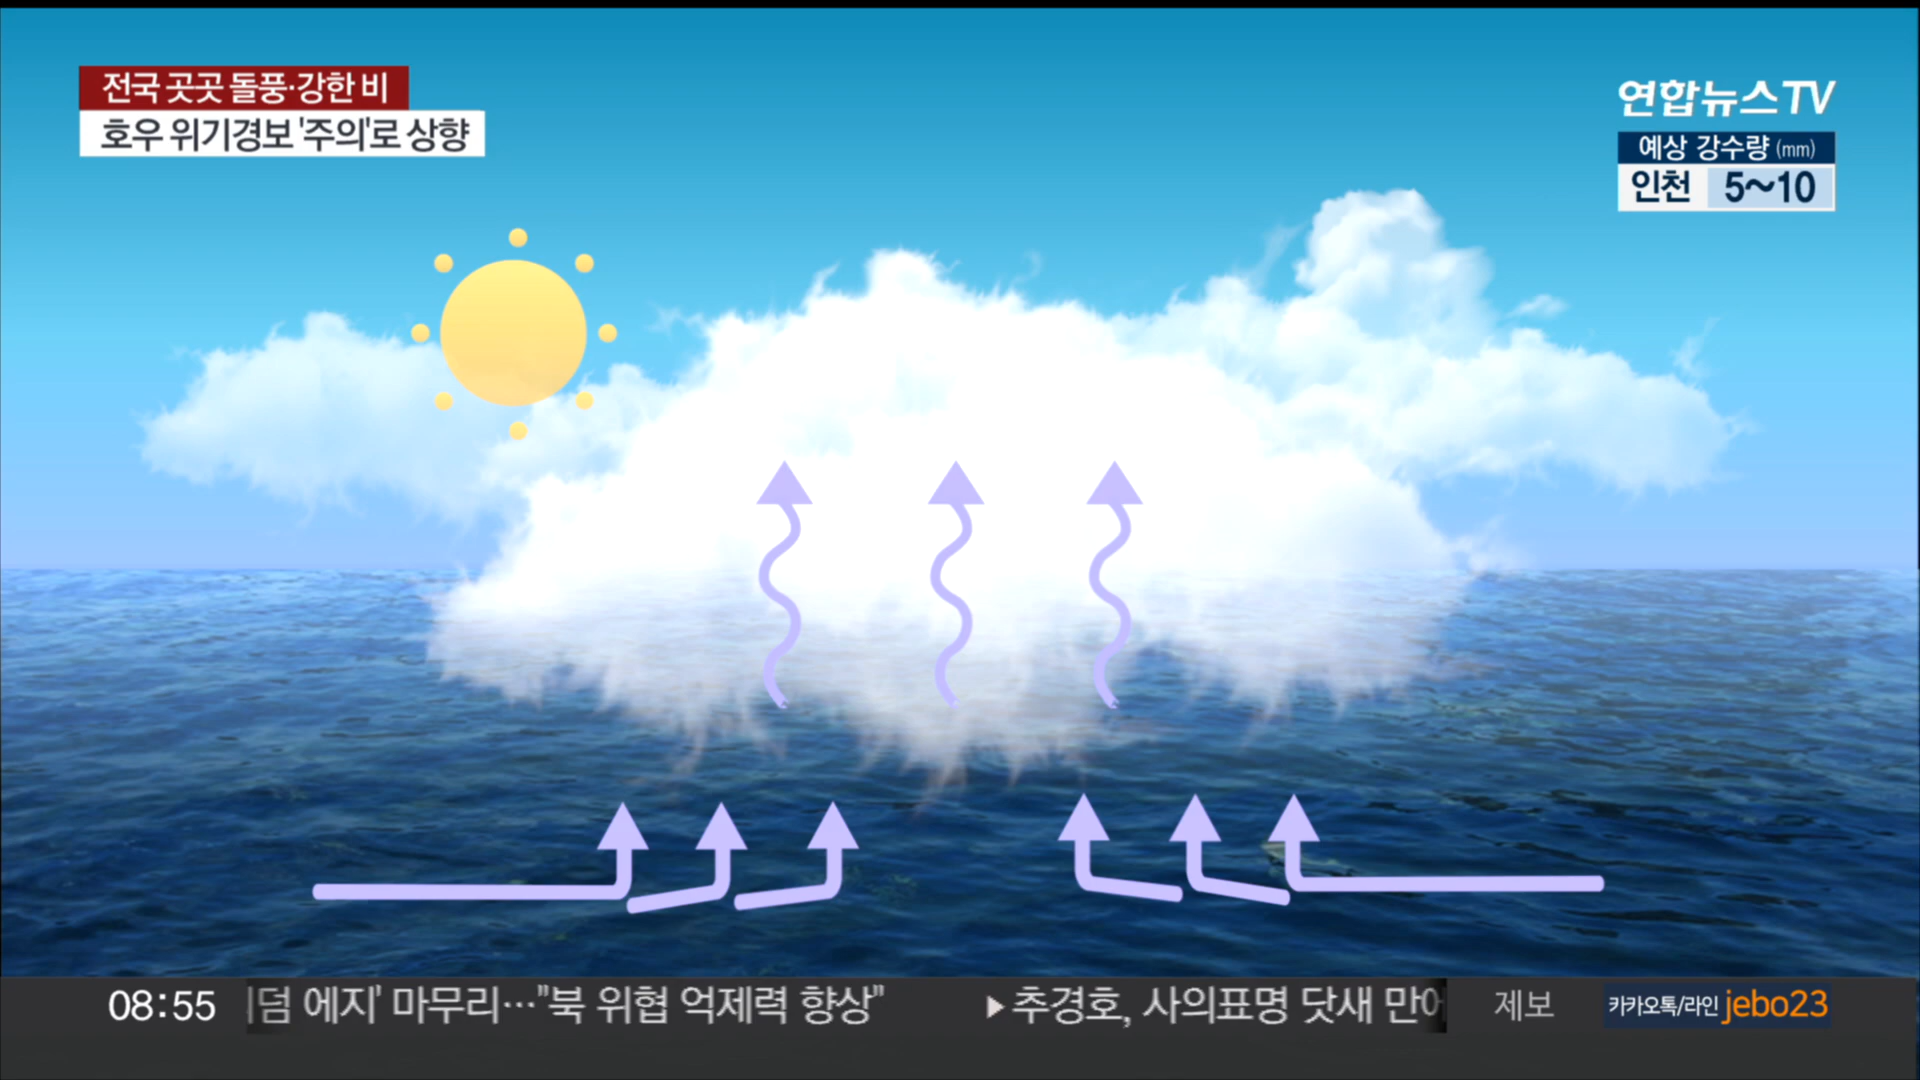 전국 곳곳 돌풍·강한 비
호우 위기경보 '주의'로 상향
연합뉴스TV
예상 강수량 (mm)
인천 5~10
08:55 덤 에지' 마무리…"북 위협 억제력 향상" ▶추경호, 사의표명 닷새 만에 제보 카카오톡/라인 jebo23